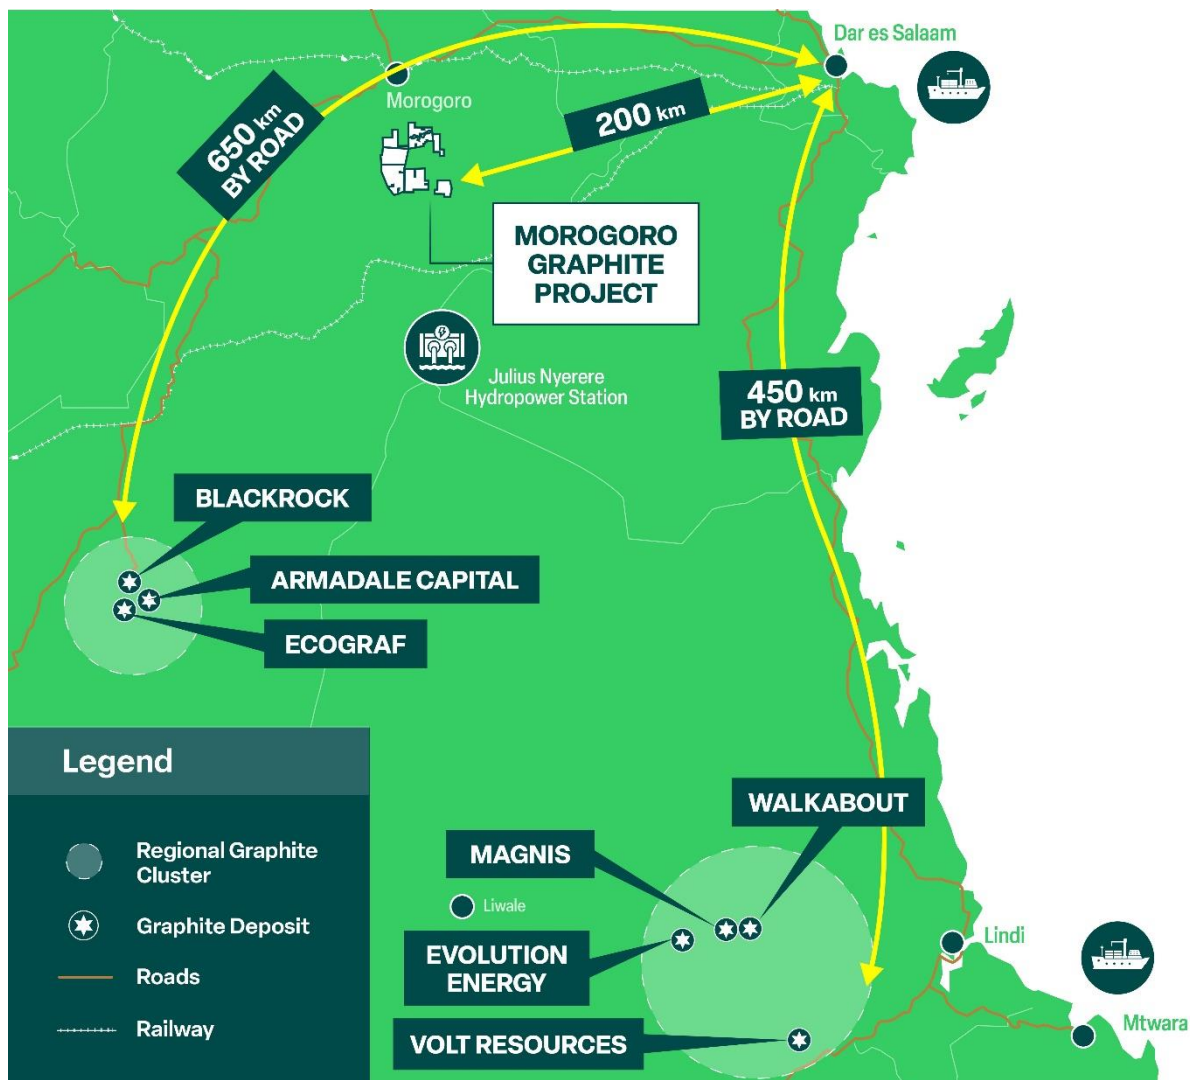 Dar es Salaam
Morogoro
650 km
BY ROAD
200 km
MOROGORO
GRAPHITE
PROJECT
Julius Nyerere
Hydropower Station
450 km
BY ROAD
BLACKROCK
ARMADALE CAPITAL
ECOGRAF
Legend
Regional Graphite
Cluster
Graphite Deposit
Roads
Railway
WALKABOUT
MAGNIS
Liwale
EVOLUTION
ENERGY
VOLT RESOURCES
Lindi
Mtwara